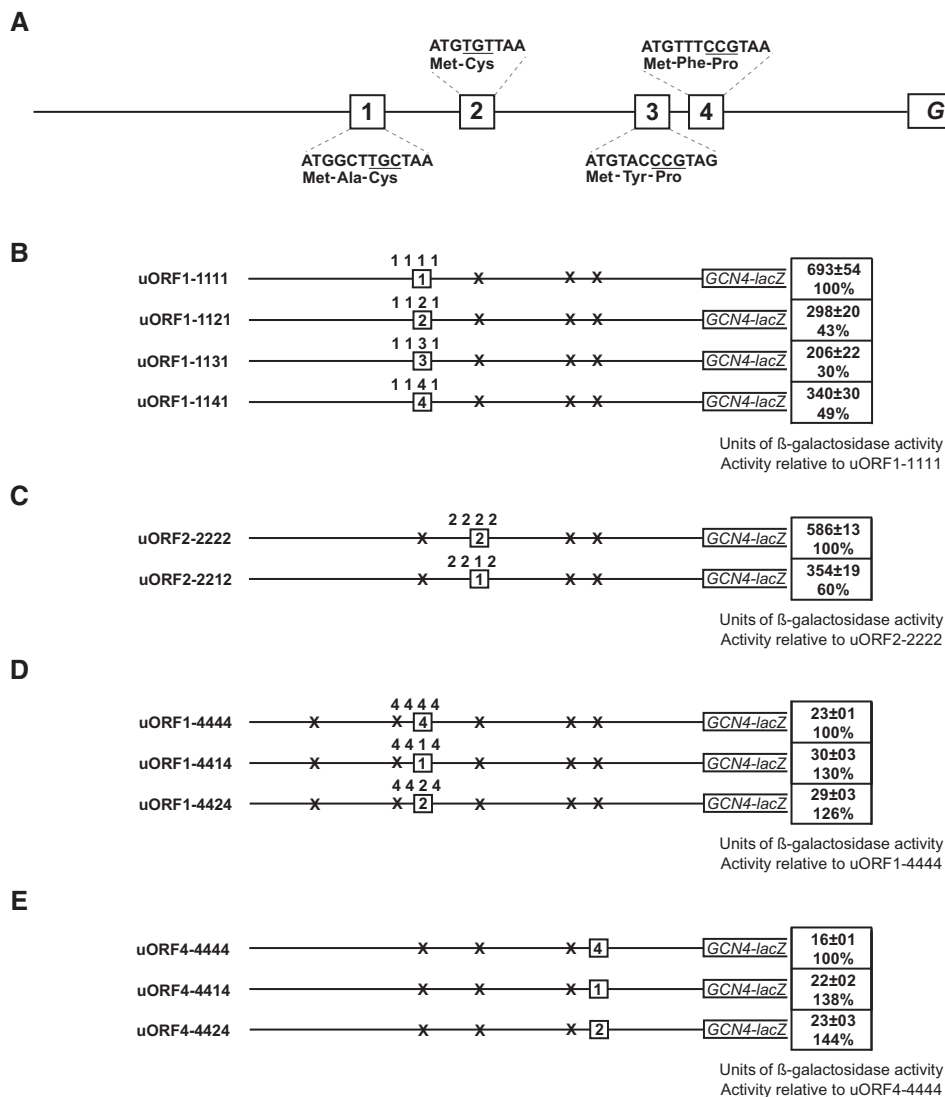 A
ATGTGTTAA
Met-Cys
ATGTTTCCGTAA
Met-Phe-Pro
1
2
3
4
G
ATGGCTTGCTAA
Met-Ala-Cys
ATGTACCCGTAG
Met-Tyr-Pro
B
1 1 1 1
uORF1-1111
1
X
X X
GCN4-lacZ
693±54
100%
1 1 2 1
uORF1-1121
2
X
X X
GCN4-lacZ
298±20
43%
1 1 3 1
uORF1-1131
3
X
X X
GCN4-lacZ
206±22
30%
1 1 4 1
uORF1-1141
4
X
X X
GCN4-lacZ
340±30
49%
Units of ß-galactosidase activity
Activity relative to uORF1-1111
C
2 2 2 2
uORF2-2222
X
2
X X
GCN4-lacZ
586±13
100%
2 2 1 2
uORF2-2212
X
1
X X
GCN4-lacZ
354±19
60%
Units of ß-galactosidase activity
Activity relative to uORF2-2222
D
4 4 4 4
uORF1-4444
X
X
4
X
X X
GCN4-lacZ
23±01
100%
4 4 1 4
uORF1-4414
X
X
1
X
X X
GCN4-lacZ
30±03
130%
4 4 2 4
uORF1-4424
X
X
2
X
X X
GCN4-lacZ
29±03
126%
Units of ß-galactosidase activity
Activity relative to uORF1-4444
E
uORF4-4444
X
X
X
4
GCN4-lacZ
16±01
100%
uORF4-4414
X
X
X
1
GCN4-lacZ
22±02
138%
uORF4-4424
X
X
X
2
GCN4-lacZ
23±03
144%
Units of ß-galactosidase activity
Activity relative to uORF4-4444